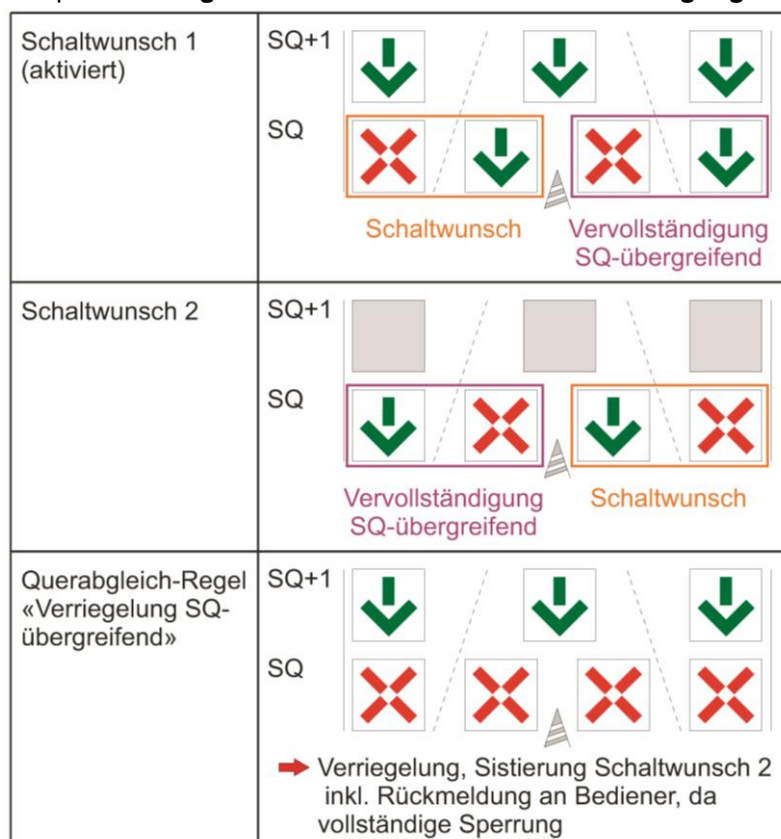 Schaltwunsch 1
(aktiviert)
SQ+1
SQ
Schaltwunsch
Vervollständigung
SQ-übergreifend
Schaltwunsch 2
SQ+1
SQ
Vervollständigung
SQ-übergreifend
Schaltwunsch
Querabgleich-Regel
«Verriegelung SQ-
übergreifend»
SQ+1
SQ
Verriegelung, Sistierung Schaltwunsch 2
inkl. Rückmeldung an Bediener, da
vollständige Sperrung